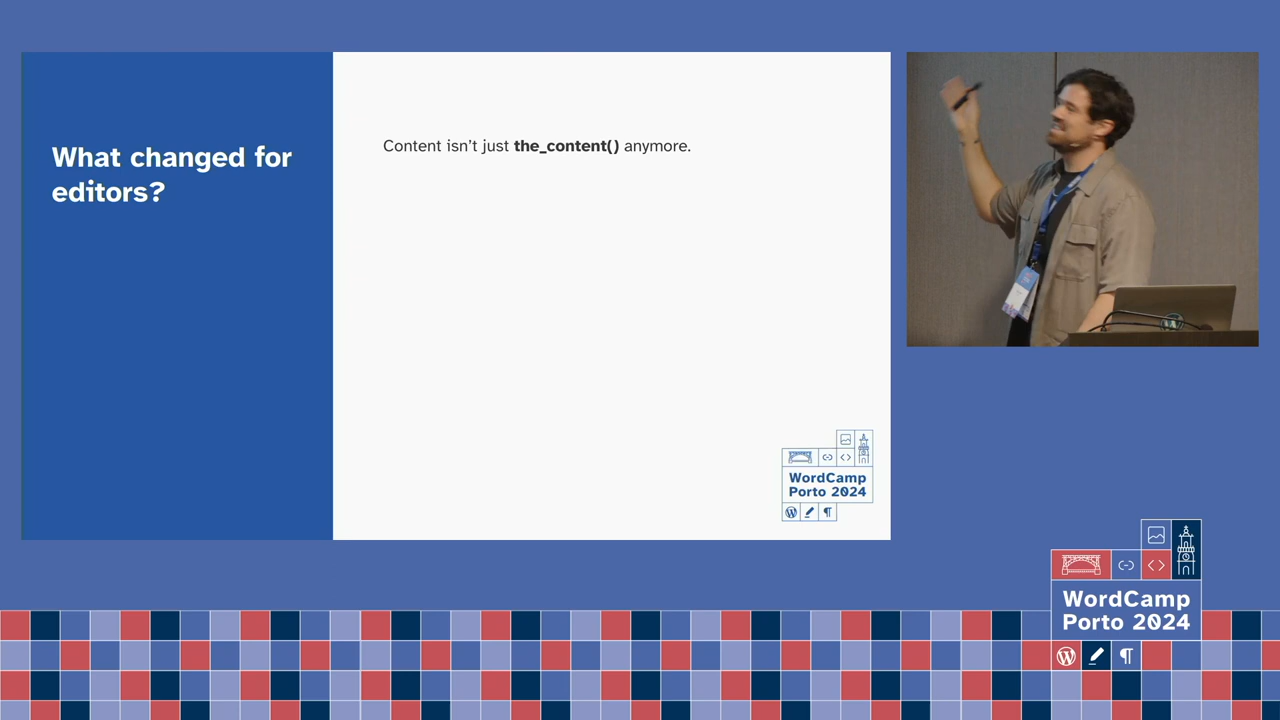 What changed for
editors?
Content isn't just the_content() anymore.
WordCamp
Porto 2024
WordCamp
Porto 2024